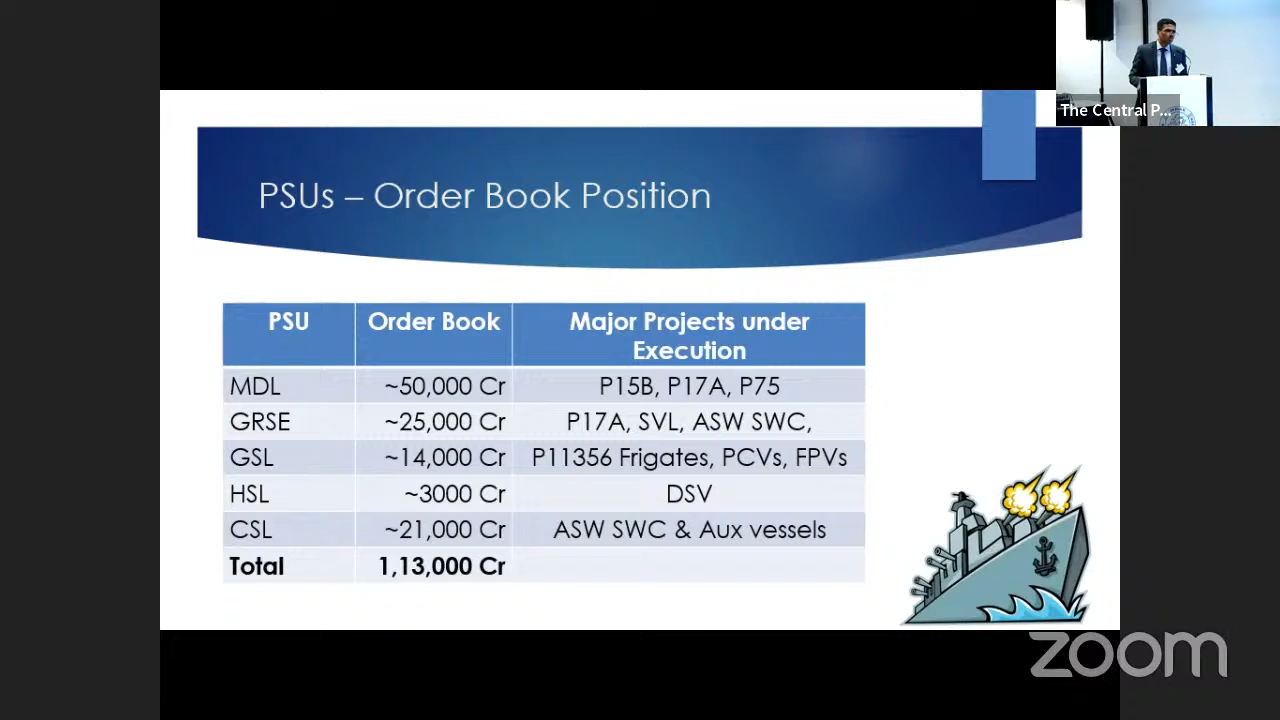 The Central P...
PSUs – Order Book Position
PSU Order Book Major Projects under Execution
MDL ~50,000 Cr P15B, P17A, P75
GRSE ~25,000 Cr P17A, SVL, ASW SWC,
GSL ~14,000 Cr P11356 Frigates, PCVs, FPVs
HSL ~3000 Cr DSV
CSL ~21,000 Cr ASW SWC & Aux vessels
Total 1,13,000 Cr
zoom